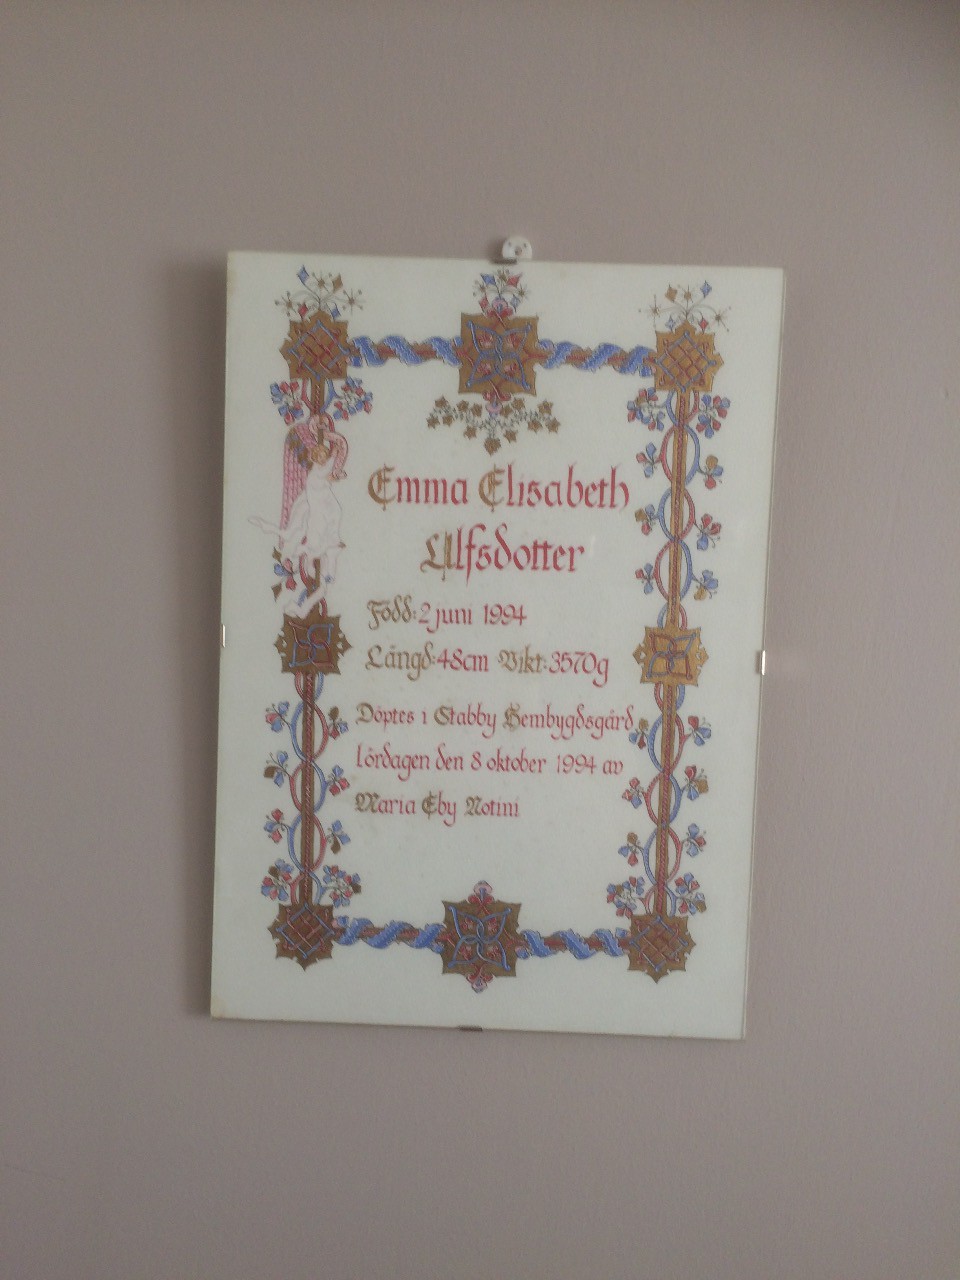 Emma Elisabeth
Ulfsdotter
Född: 2 juni 1994
Längd: 48cm Vikt: 3570g
Döptes i Stabby Hembygdsgård
lördagen den 8 oktober 1994 av
Maria Eby Notini